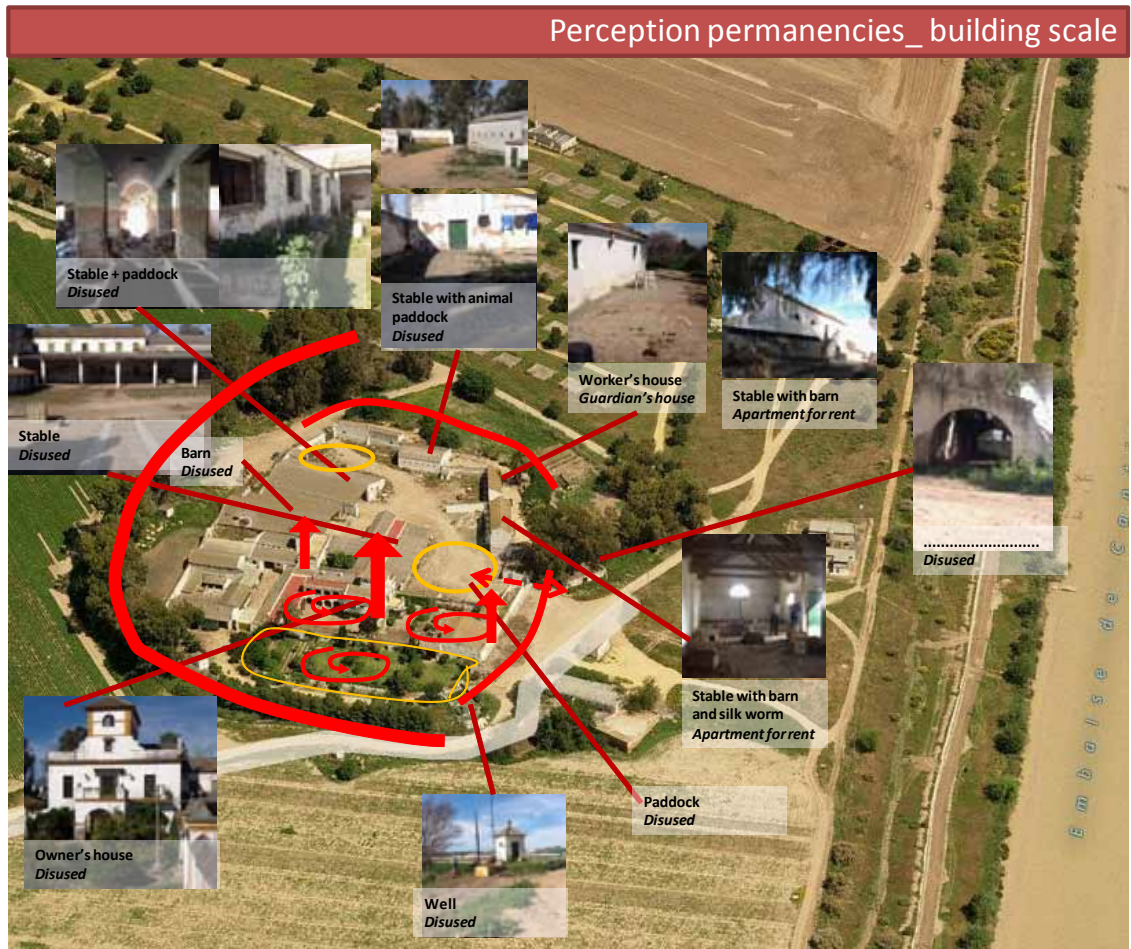 Perception permanencies_ building scale
Stable + paddock
Disused
Stable with animal
paddock
Disused
Worker's house
Guardian's house
Stable with barn
Apartment for rent
Stable
Disused
Barn
Disused
...........................
Disused
Stable with barn
and silk worm
Apartment for rent
Paddock
Disused
Owner's house
Disused
Well
Disused
Embalse de Can